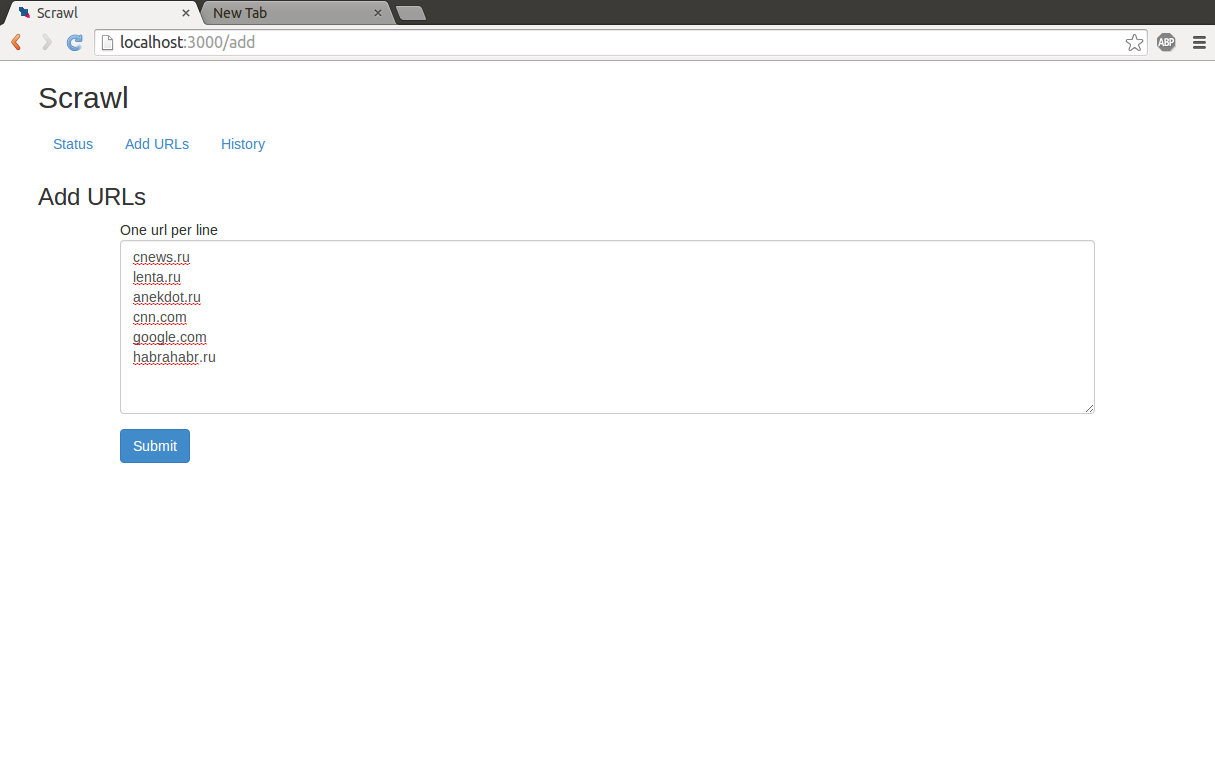 Scrawl
New Tab
localhost:3000/add
ABP
Scrawl
Status Add URLs History
Add URLs
One url per line
cnews.ru
lenta.ru
anekdot.ru
cnn.com
google.com
habrahabr.ru
Submit